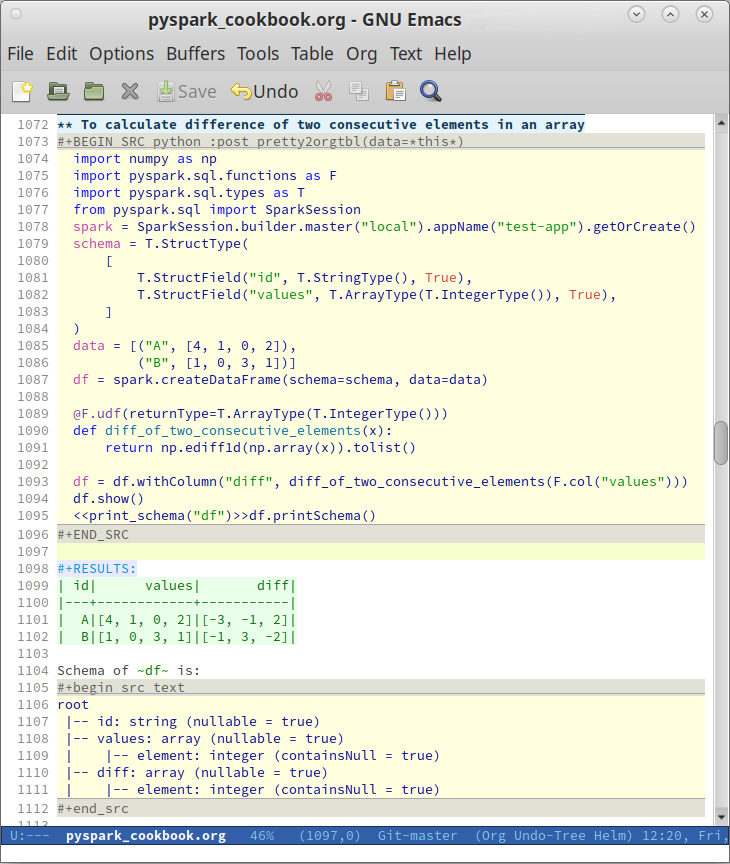 pyspark_cookbook.org - GNU Emacs
File Edit Options Buffers Tools Table Org Text Help
Save Undo
1072 ** To calculate difference of two consecutive elements in an array
1073 #+BEGIN_SRC python :post pretty2orgtbl(data=*this*)
1074   import numpy as np
1075   import pyspark.sql.functions as F
1076   import pyspark.sql.types as T
1077   from pyspark.sql import SparkSession
1078   spark = SparkSession.builder.master("local").appName("test-app").getOrCreate()
1079   schema = T.StructType(
1080       [
1081           T.StructField("id", T.StringType(), True),
1082           T.StructField("values", T.ArrayType(T.IntegerType()), True),
1083       ]
1084   )
1085   data = [("A", [4, 1, 0, 2]),
1086           ("B", [1, 0, 3, 1])]
1087   df = spark.createDataFrame(schema=schema, data=data)
1088
1089   @F.udf(returnType=T.ArrayType(T.IntegerType()))
1090   def diff_of_two_consecutive_elements(x):
1091       return np.ediff1d(np.array(x)).tolist()
1092
1093   df = df.withColumn("diff", diff_of_two_consecutive_elements(F.col("values")))
1094   df.show()
1095   <<print_schema("df")>>df.printSchema()
1096 #+END_SRC
1097
1098 #+RESULTS:
1099 | id|      values|       diff|
1100 |---+------------+-----------|
1101 |  A|[4, 1, 0, 2]|[-3, -1, 2]|
1102 |  B|[1, 0, 3, 1]|[-1, 3, -2]|
1103
1104 Schema of ~df~ is:
1105 #+begin_src text
1106 root
1107  |-- id: string (nullable = true)
1108  |-- values: array (nullable = true)
1109  |    |-- element: integer (containsNull = true)
1110  |-- diff: array (nullable = true)
1111  |    |-- element: integer (containsNull = true)
1112 #+end_src
1113
U:--- pyspark_cookbook.org 46% (1097,0) Git-master (Org Undo-Tree Helm) 12:20, Fri,